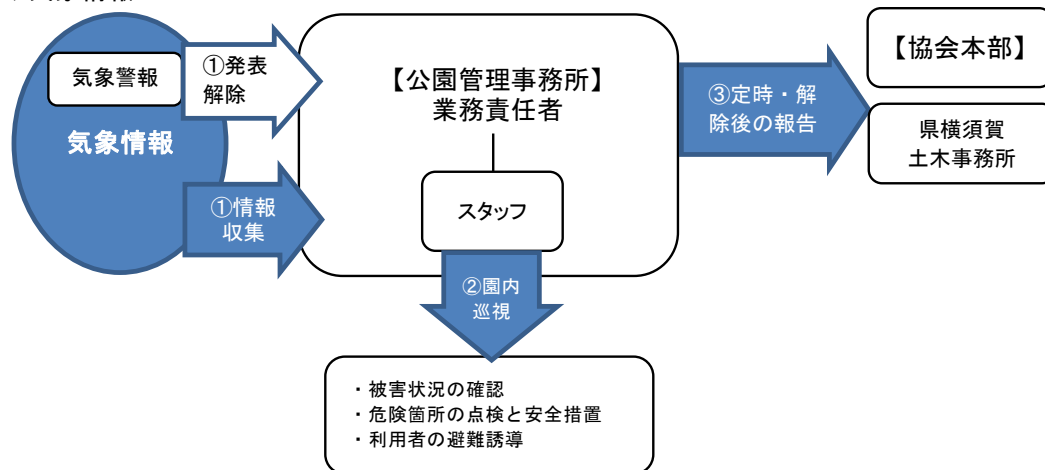 気象警報
気象情報
①発表
解除
①情報
収集
【公園管理事務所】
業務責任者
スタッフ
②園内
巡視
③定時・解
除後の報告
【協会本部】
県横須賀
土木事務所
・被害状況の確認
・危険箇所の点検と安全措置
・利用者の避難誘導